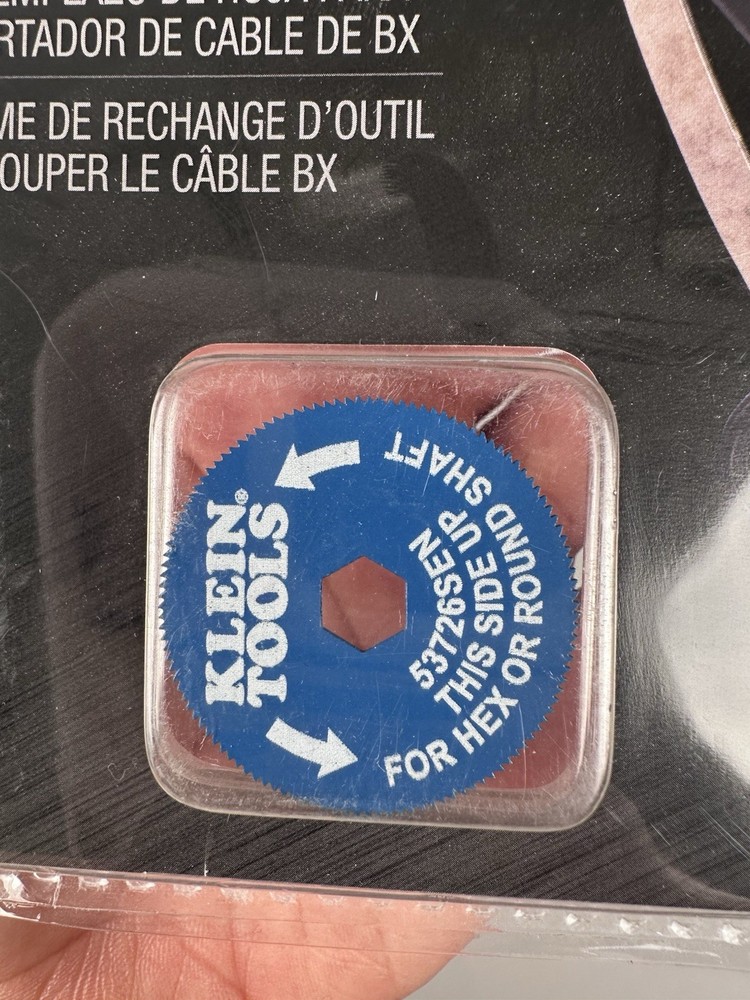 DE
RTADOR DE CABLE DE BX
ME DE RECHANGE D'OUTIL
OUPER LE CÂBLE BX
KLEIN
TOOLS®
53726SEN
THIS SIDE UP
FOR HEX OR ROUND SHAFT